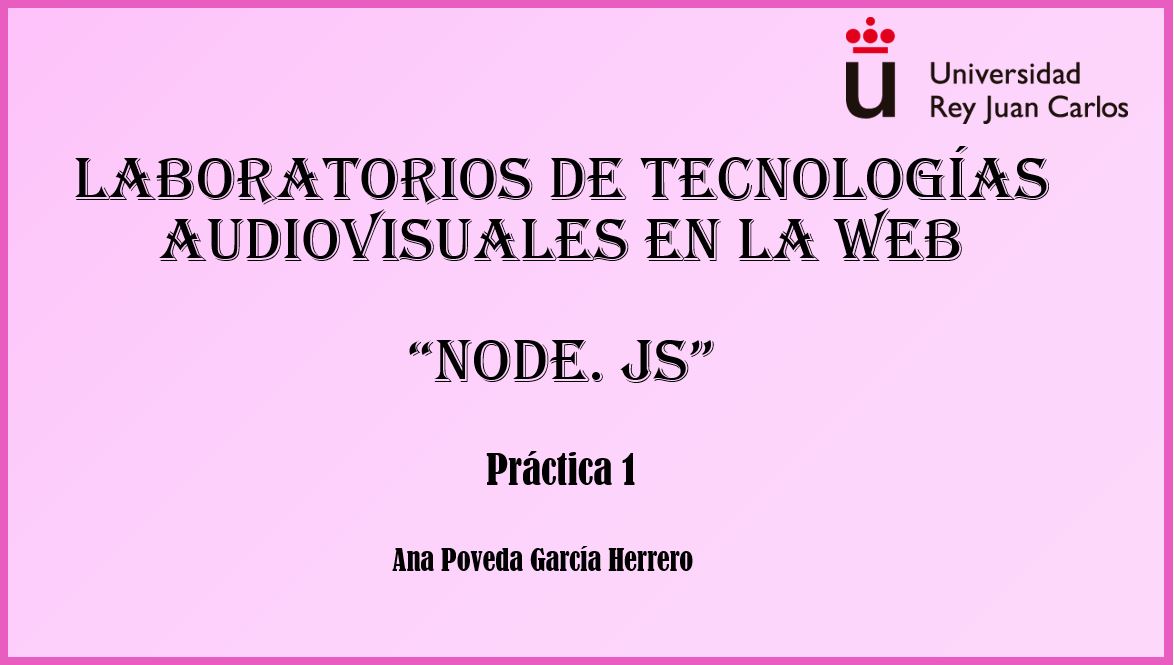 Universidad
Rey Juan Carlos
LABORATORIOS DE TECNOLOGÍAS
AUDIOVISUALES EN LA WEB
“NODE. JS”
Práctica 1
Ana Poveda García Herrero